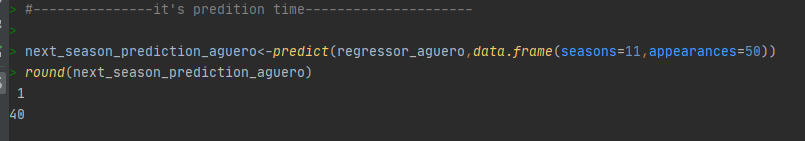 > #---------------it's predition time---------------------
>
> next_season_prediction_aguero<-predict(regressor_aguero,data.frame(seasons=11,appearances=50))
> round(next_season_prediction_aguero)
1
40